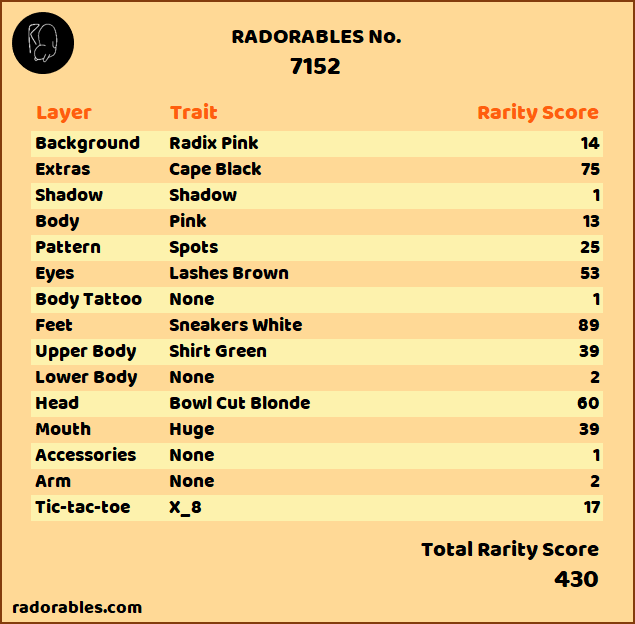 RADORABLES No.
7152
Layer Trait Rarity Score
Background Radix Pink 14
Extras Cape Black 75
Shadow Shadow 1
Body Pink 13
Pattern Spots 25
Eyes Lashes Brown 53
Body Tattoo None 1
Feet Sneakers White 89
Upper Body Shirt Green 39
Lower Body None 2
Head Bowl Cut Blonde 60
Mouth Huge 39
Accessories None 1
Arm None 2
Tic-tac-toe X_8 17
Total Rarity Score
430
radorables.com